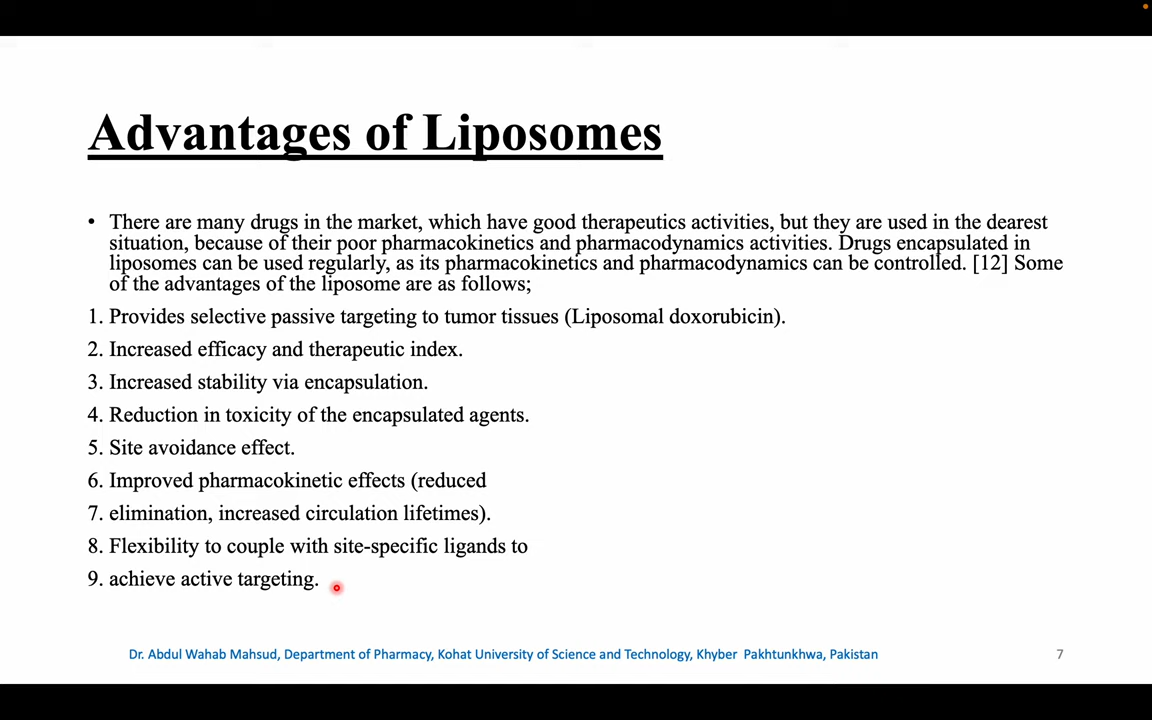 Advantages of Liposomes
• There are many drugs in the market, which have good therapeutics activities, but they are used in the dearest
situation, because of their poor pharmacokinetics and pharmacodynamics activities. Drugs encapsulated in
liposomes can be used regularly, as its pharmacokinetics and pharmacodynamics can be controlled. [12] Some
of the advantages of the liposome are as follows;
1. Provides selective passive targeting to tumor tissues (Liposomal doxorubicin).
2. Increased efficacy and therapeutic index.
3. Increased stability via encapsulation.
4. Reduction in toxicity of the encapsulated agents.
5. Site avoidance effect.
6. Improved pharmacokinetic effects (reduced
7. elimination, increased circulation lifetimes).
8. Flexibility to couple with site-specific ligands to
9. achieve active targeting.
Dr. Abdul Wahab Mahsud, Department of Pharmacy, Kohat University of Science and Technology, Khyber Pakhtunkhwa, Pakistan
7